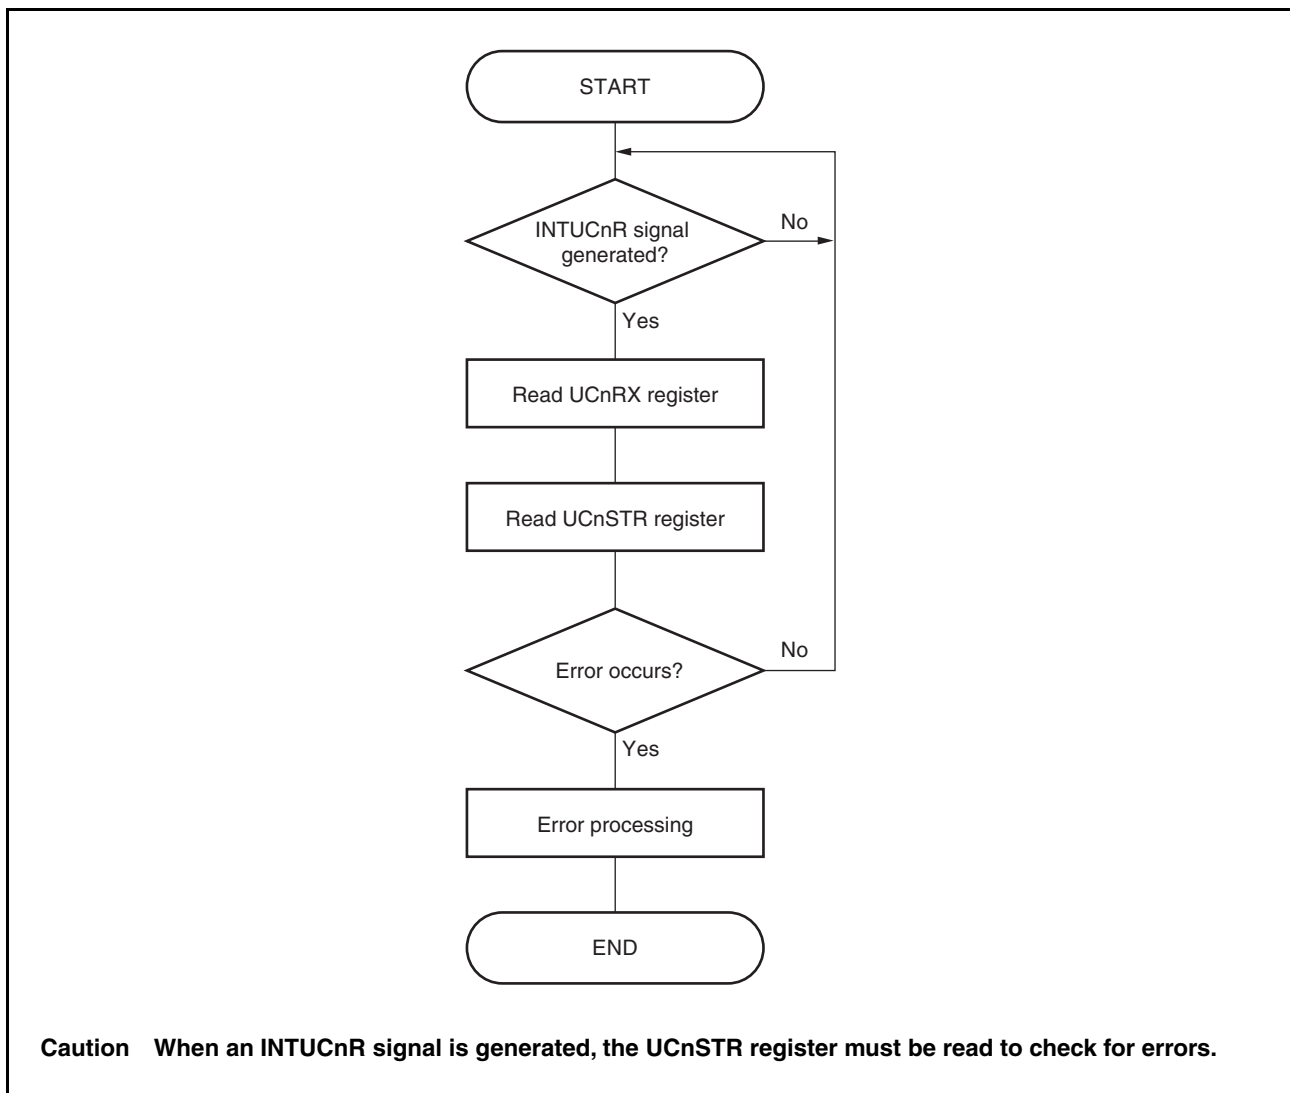 START
INTUCnR signal
generated?
No
Yes
Read UCnRX register
Read UCnSTR register
Error occurs?
No
Yes
Error processing
END
Caution When an INTUCnR signal is generated, the UCnSTR register must be read to check for errors.